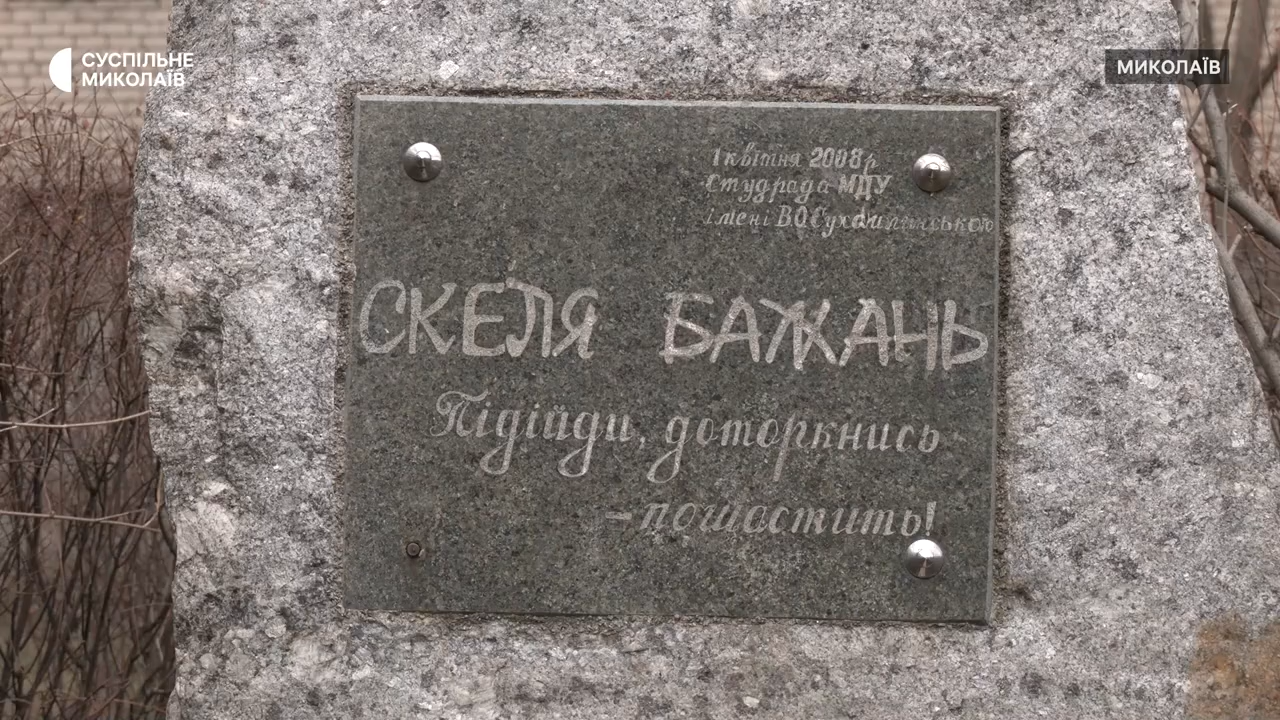 СУСПІЛЬНЕ
МИКОЛАЇВ
МИКОЛАЇВ
1 квітня 2008 р
Студрада МДУ
імені В О Сухомлинського
СКЕЛЯ БАЖАНЬ
Підійди, доторкнись
– пощастить!